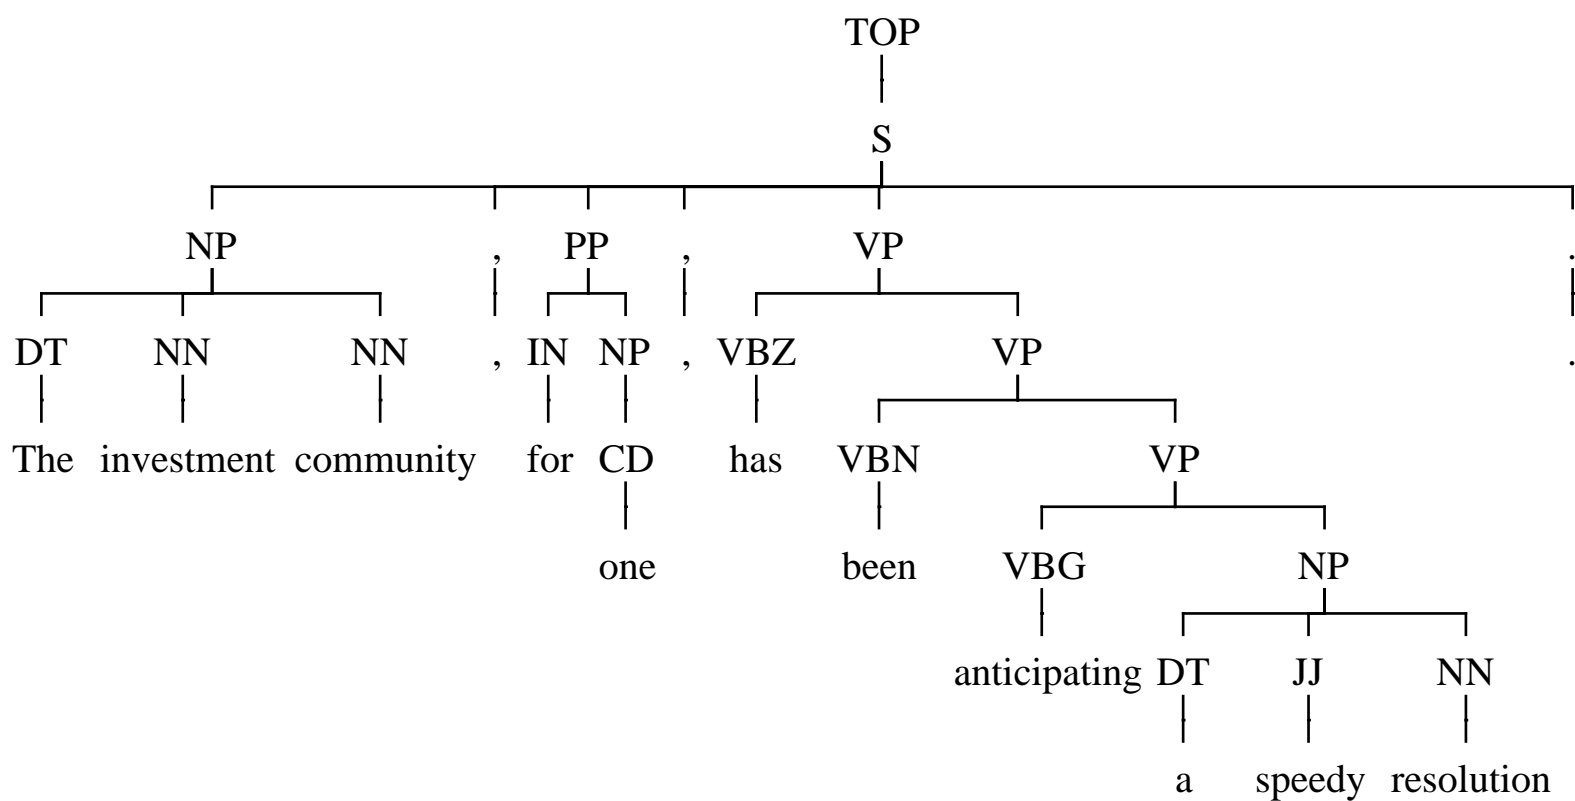 TOP
S
NP , PP , VP .
DT NN NN , IN NP , VBZ VP .
The investment community for CD has VBN VP
one been VBG NP
anticipating DT JJ NN
a speedy resolution